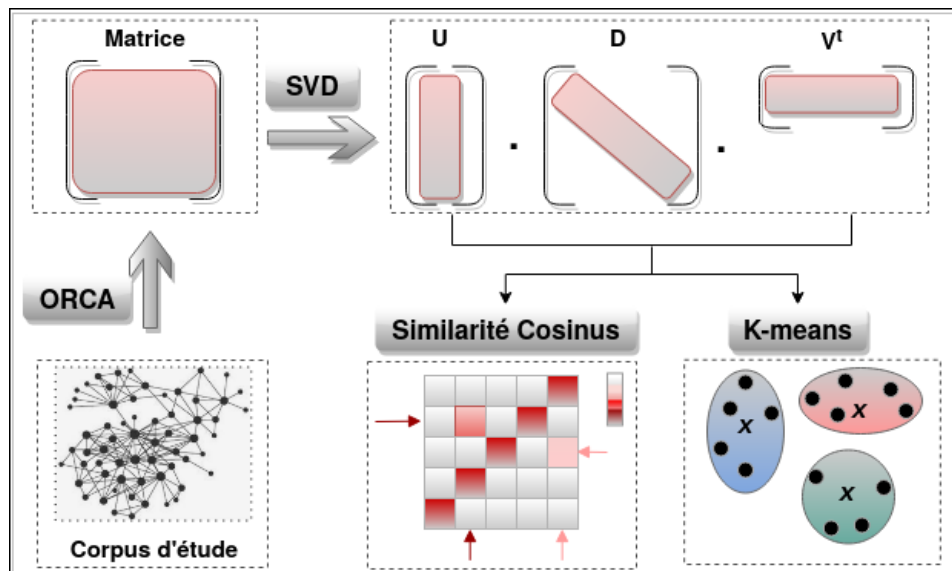 Matrice
SVD
U
D
Vᵗ
.
.
ORCA
Similarité Cosinus
K-means
x
x
x
Corpus d'étude